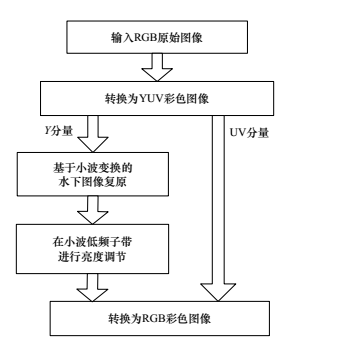 输入RGB原始图像
转换为YUV彩色图像
Y分量
UV分量
基于小波变换的
水下图像复原
在小波低频子带
进行亮度调节
转换为RGB彩色图像